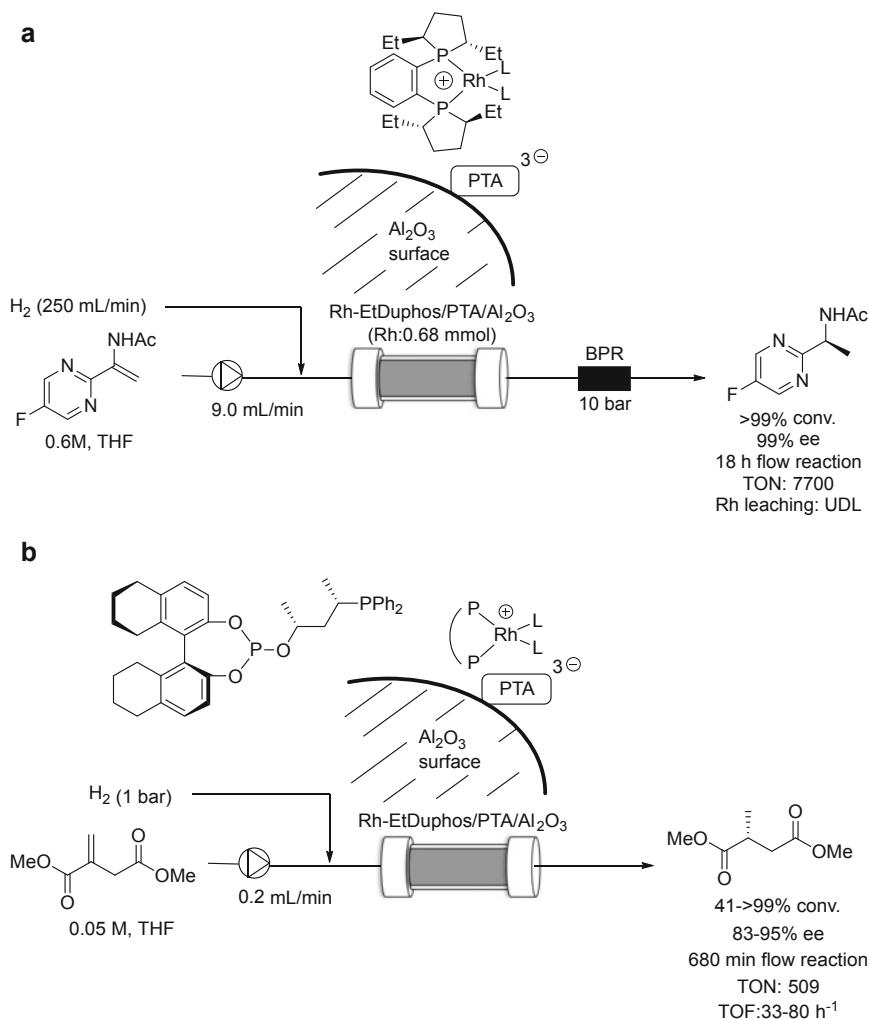 a
Et
Et
P
L
⊕
Rh
L
P
Et
Et
3⊖
PTA
Al₂O₃
surface
H₂ (250 mL/min)
Rh-EtDuphos/PTA/Al₂O₃
(Rh:0.68 mmol)
NHAc
N
N
F
0.6M, THF
9.0 mL/min
BPR
10 bar
NHAc
N
N
F
>99% conv.
99% ee
18 h flow reaction
TON: 7700
Rh leaching: UDL
b
PPh₂
O
P
O
O
P
⊕
L
Rh
L
P
3⊖
PTA
Al₂O₃
surface
H₂ (1 bar)
Rh-EtDuphos/PTA/Al₂O₃
O
MeO
OMe
O
0.05 M, THF
0.2 mL/min
O
MeO
OMe
O
41->99% conv.
83-95% ee
680 min flow reaction
TON: 509
TOF:33-80 h⁻¹